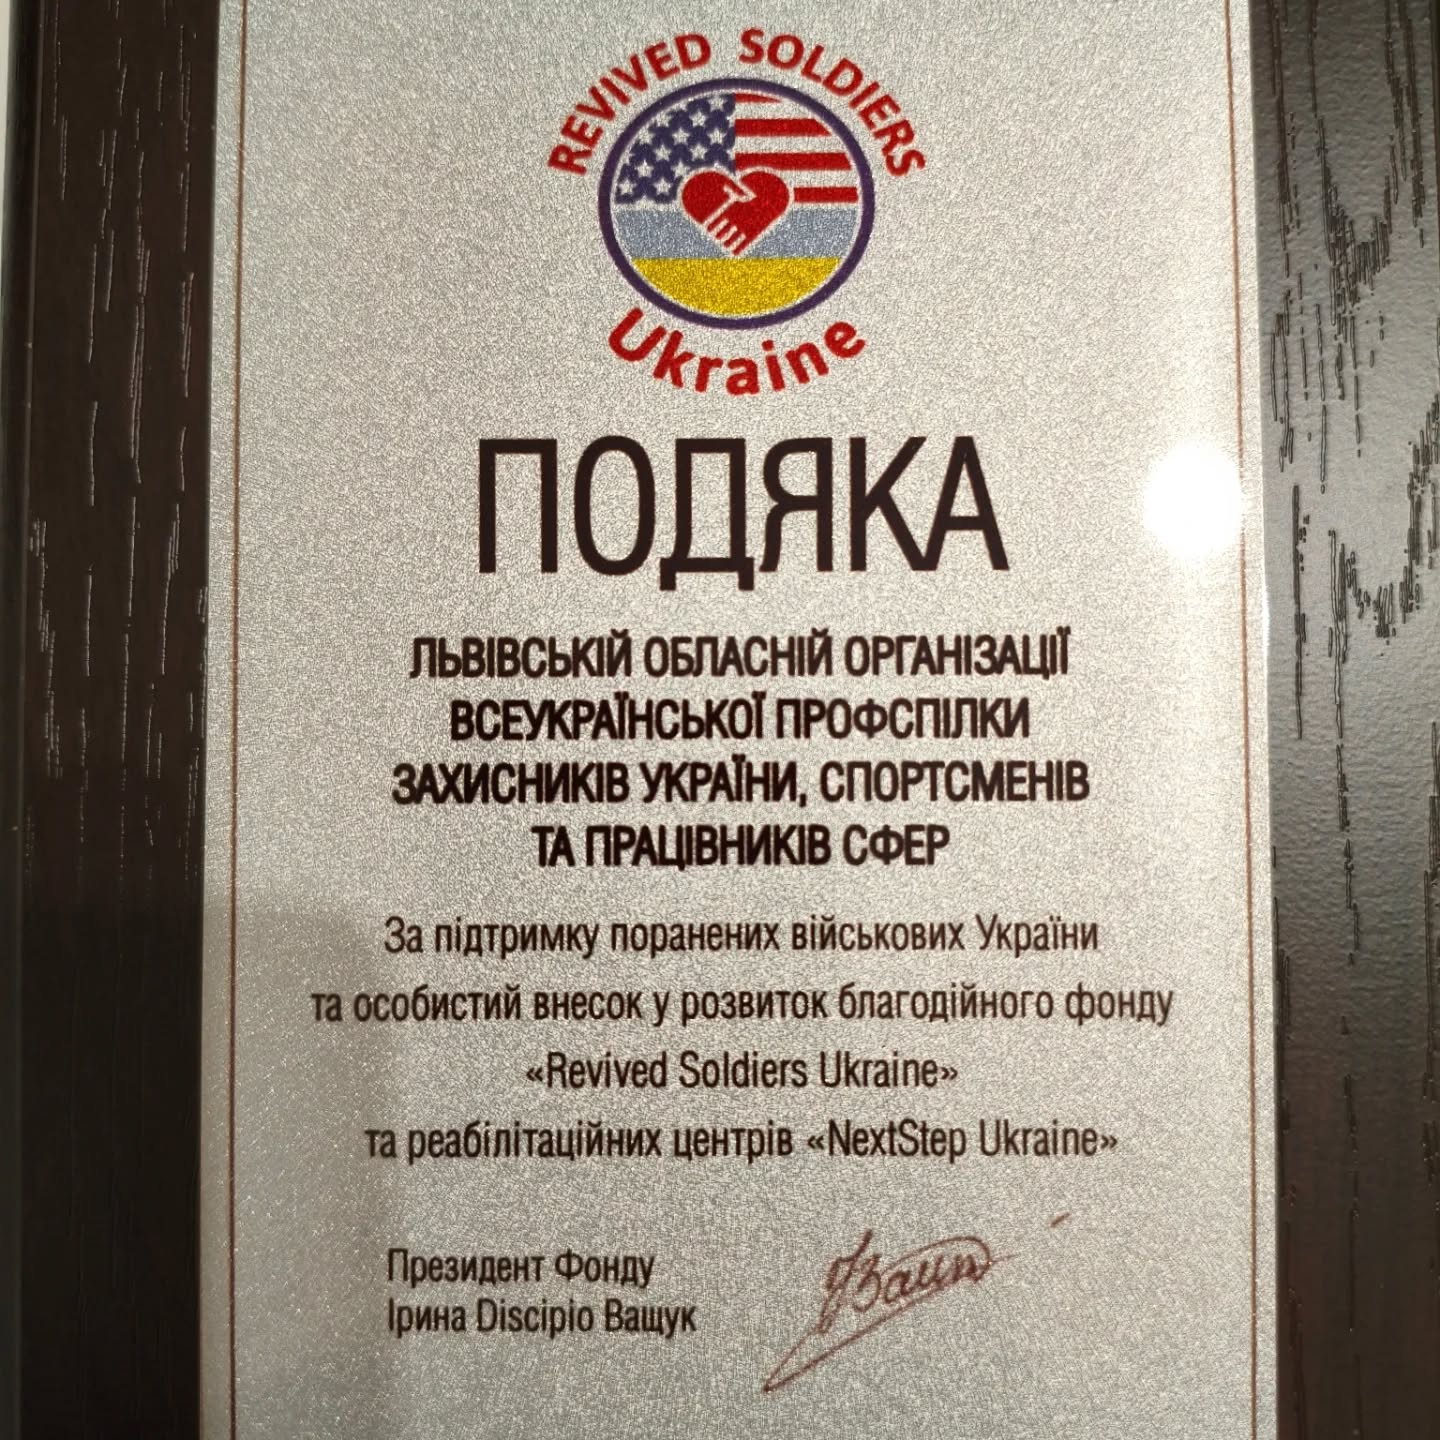 REVIVED SOLDIERS
Ukraine
ПОДЯКА
ЛЬВІВСЬКІЙ ОБЛАСНІЙ ОРГАНІЗАЦІЇ
ВСЕУКРАЇНСЬКОЇ ПРОФСПІЛКИ
ЗАХИСНИКІВ УКРАЇНИ, СПОРТСМЕНІВ
ТА ПРАЦІВНИКІВ СФЕР
За підтримку поранених військових України
та особистий внесок у розвиток благодійного фонду
«Revived Soldiers Ukraine»
та реабілітаційних центрів «NextStep Ukraine»
Президент Фонду
Ірина Discipio Ващук